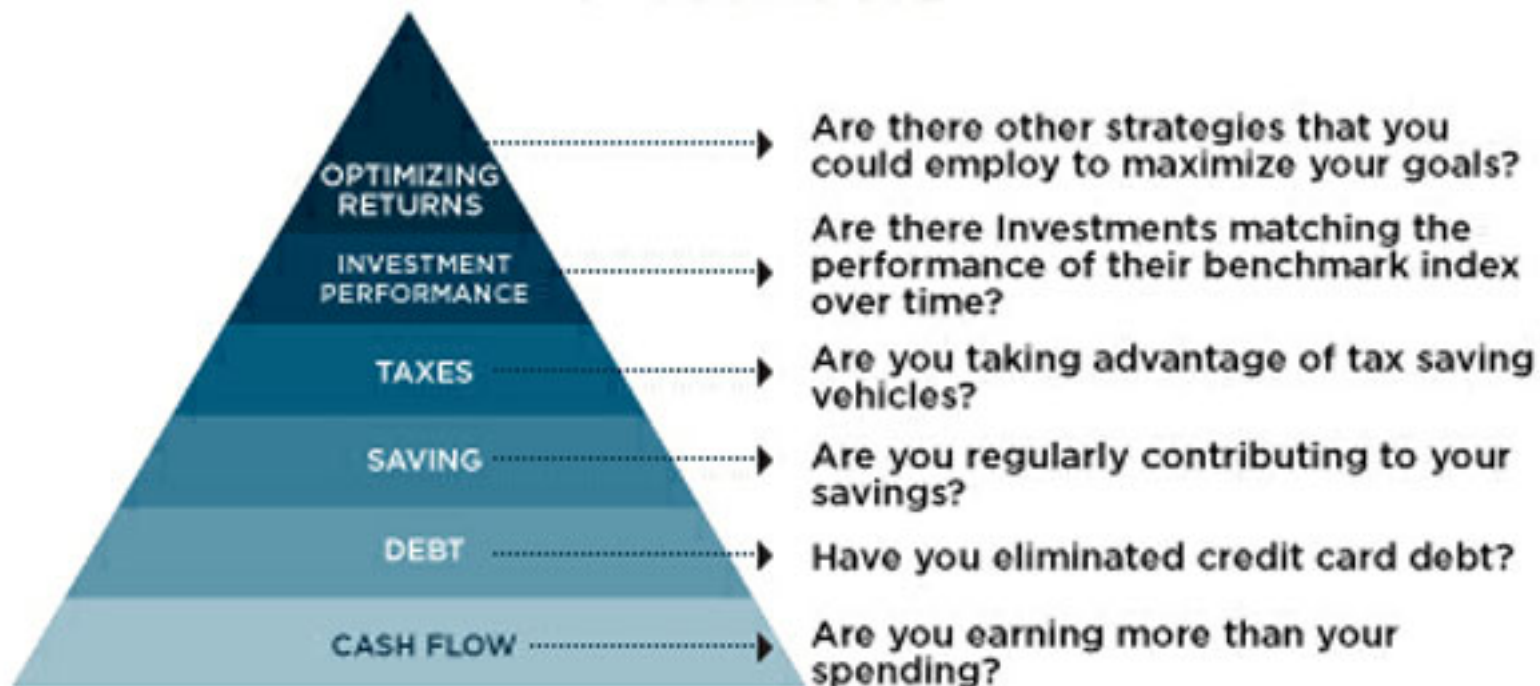 OPTIMIZING
RETURNS
Are there other strategies that you
could employ to maximize your goals?
INVESTMENT
PERFORMANCE
Are there Investments matching the
performance of their benchmark index
over time?
TAXES
Are you taking advantage of tax saving
vehicles?
SAVING
Are you regularly contributing to your
savings?
DEBT
Have you eliminated credit card debt?
CASH FLOW
Are you earning more than your
spending?